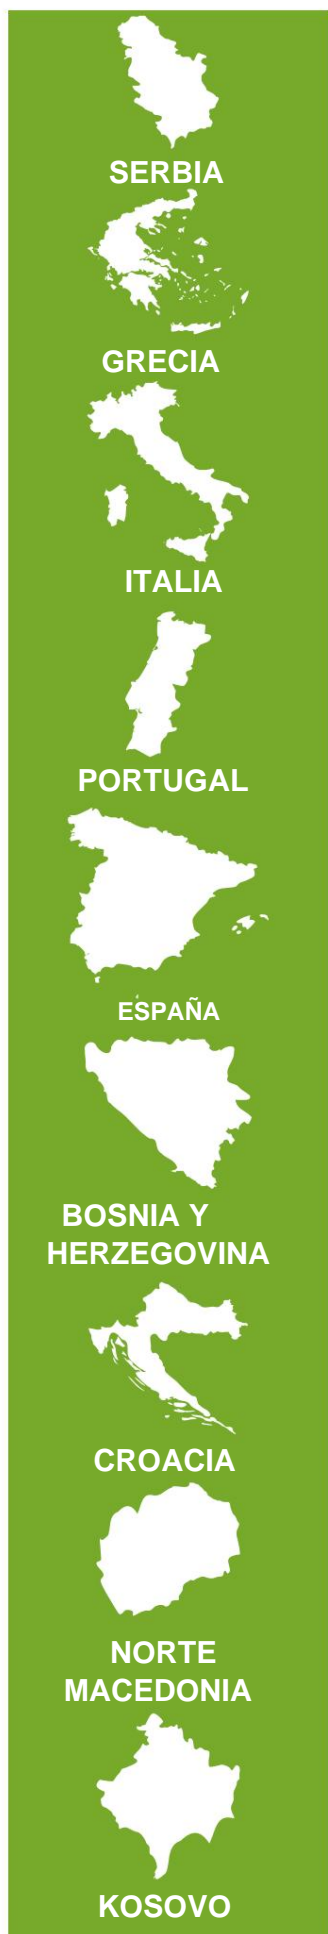 SERBIA
GRECIA
ITALIA
PORTUGAL
ESPAÑA
BOSNIA Y
HERZEGOVINA
CROACIA
NORTE
MACEDONIA
KOSOVO